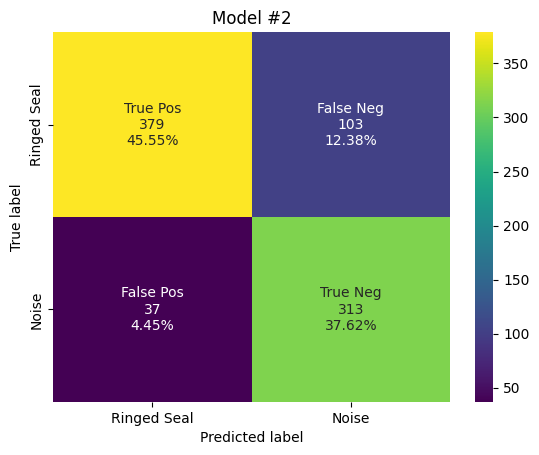 Model #2
True label
Ringed Seal
True Pos
379
45.55%
False Neg
103
12.38%
Noise
False Pos
37
4.45%
True Neg
313
37.62%
Ringed Seal
Noise
Predicted label
350
300
250
200
150
100
50